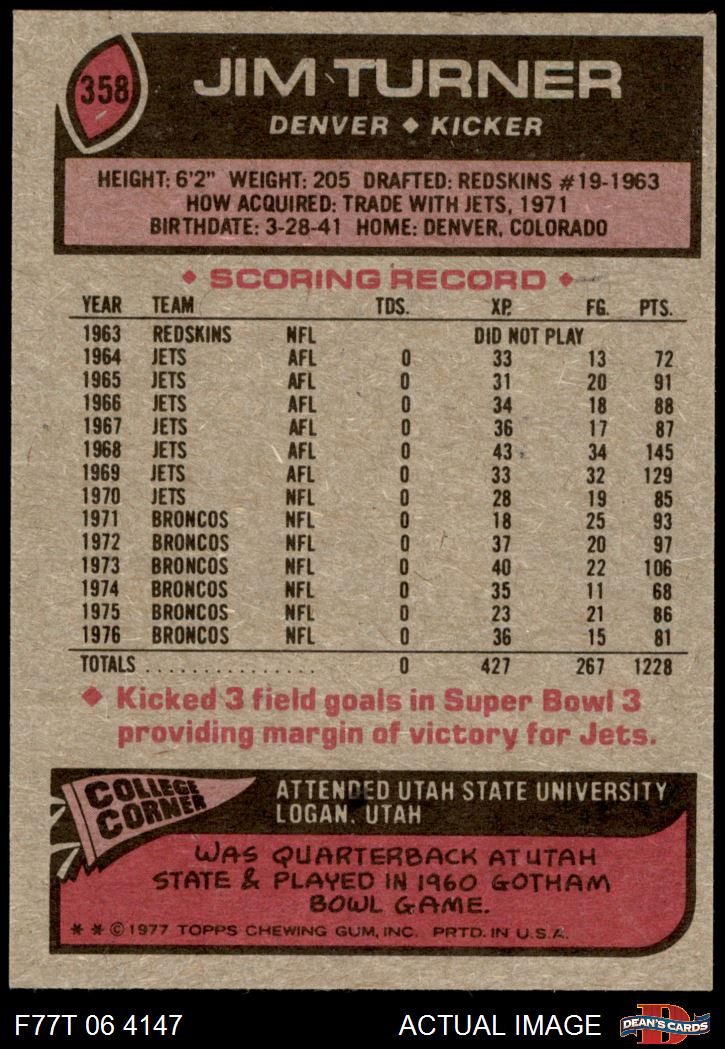 358
JIM TURNER
DENVER ◆ KICKER
HEIGHT: 6'2" WEIGHT: 205 DRAFTED: REDSKINS #19-1963
HOW ACQUIRED: TRADE WITH JETS, 1971
BIRTHDATE: 3-28-41 HOME: DENVER, COLORADO
◆ SCORING RECORD ◆
YEAR TEAM TDS. XP. FG. PTS.
1963 REDSKINS NFL DID NOT PLAY
1964 JETS AFL 0 33 13 72
1965 JETS AFL 0 31 20 91
1966 JETS AFL 0 34 18 88
1967 JETS AFL 0 36 17 87
1968 JETS AFL 0 43 34 145
1969 JETS AFL 0 33 32 129
1970 JETS NFL 0 28 19 85
1971 BRONCOS NFL 0 18 25 93
1972 BRONCOS NFL 0 37 20 97
1973 BRONCOS NFL 0 40 22 106
1974 BRONCOS NFL 0 35 11 68
1975 BRONCOS NFL 0 23 21 86
1976 BRONCOS NFL 0 36 15 81
TOTALS .............. 0 427 267 1228
◆ Kicked 3 field goals in Super Bowl 3
providing margin of victory for Jets.
COLLEGE
CORNER
ATTENDED UTAH STATE UNIVERSITY
LOGAN, UTAH
WAS QUARTERBACK AT UTAH
STATE & PLAYED IN 1960 GOTHAM
BOWL GAME.
* * © 1977 TOPPS CHEWING GUM, INC. PRTD. IN U.S.A.
F77T 06 4147
ACTUAL IMAGE
D
DEAN'S CARDS